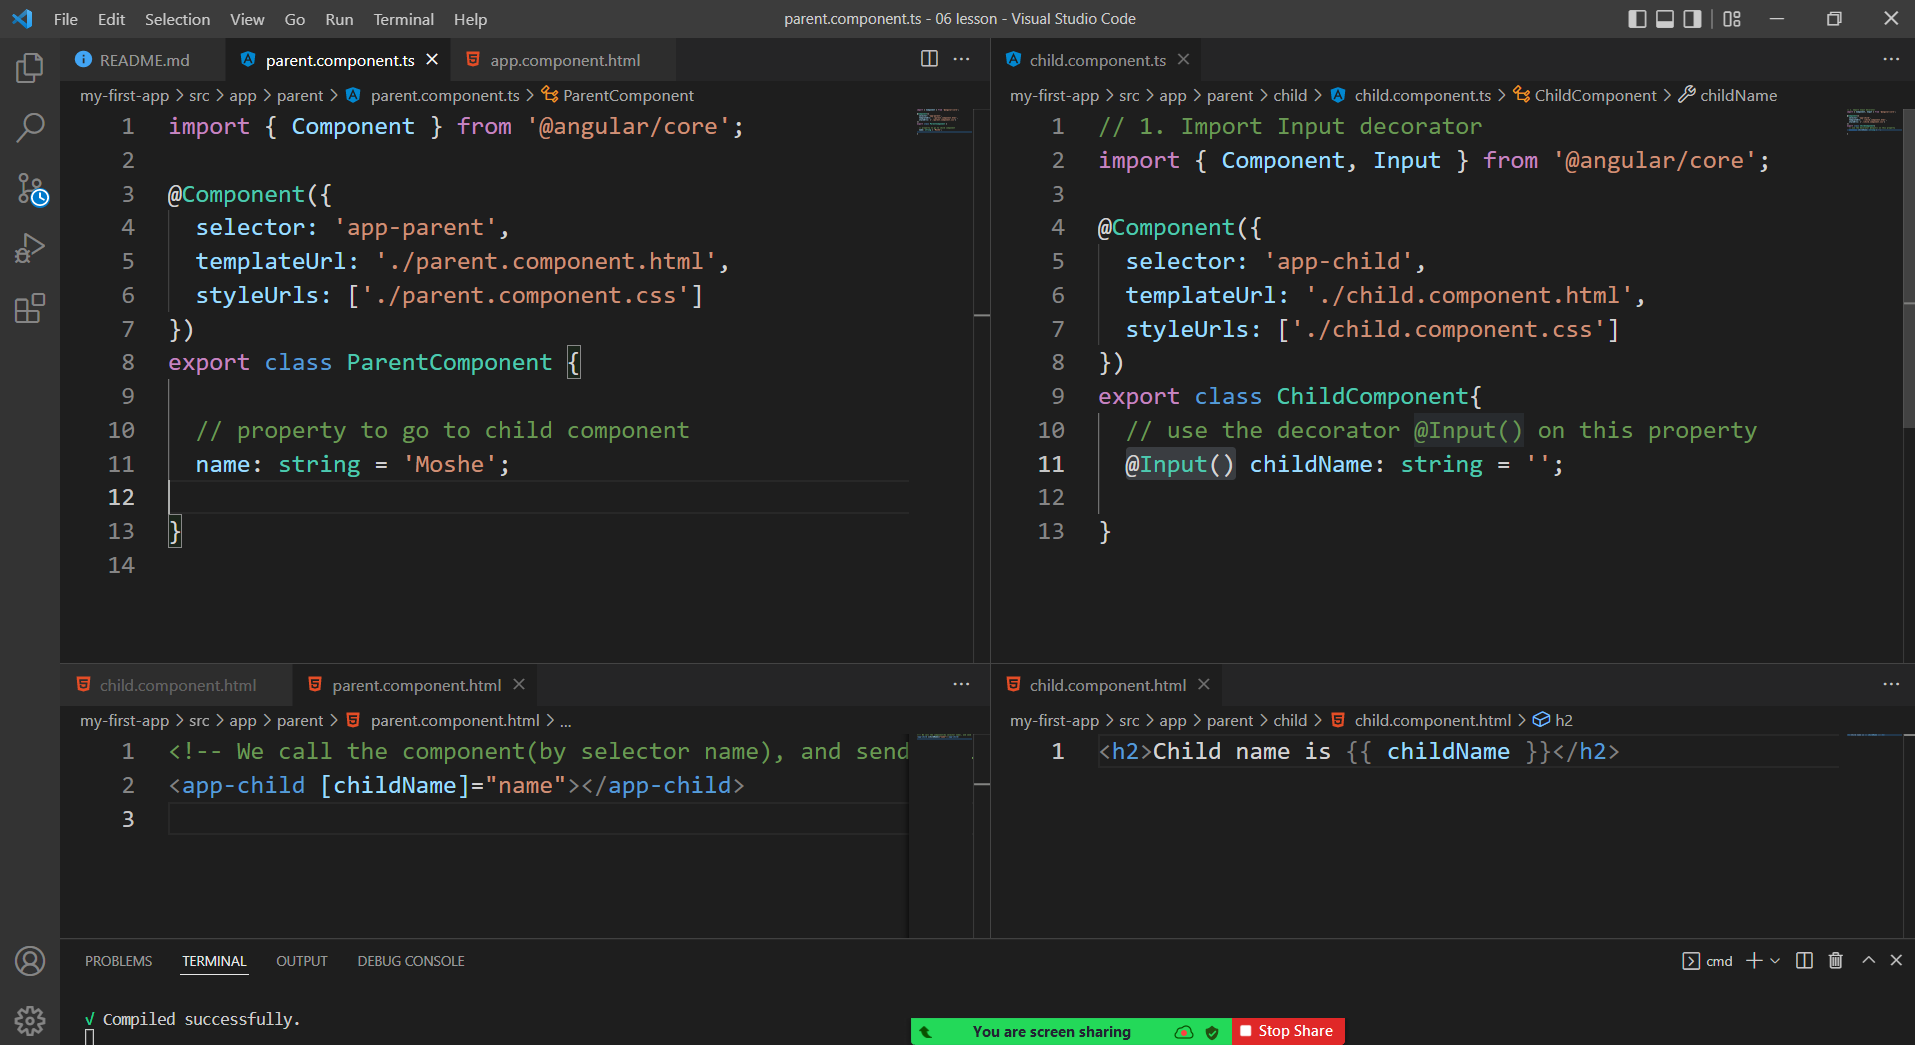 File Edit Selection View Go Run Terminal Help
parent.component.ts - 06 lesson - Visual Studio Code
README.md
parent.component.ts
app.component.html
my-first-app > src > app > parent > parent.component.ts > ParentComponent
1 import { Component } from '@angular/core';
2
3 @Component({
4 selector: 'app-parent',
5 templateUrl: './parent.component.html',
6 styleUrls: ['./parent.component.css']
7 })
8 export class ParentComponent {
9
10 // property to go to child component
11 name: string = 'Moshe';
12
13 }
14
child.component.ts
my-first-app > src > app > parent > child > child.component.ts > ChildComponent > childName
1 // 1. Import Input decorator
2 import { Component, Input } from '@angular/core';
3
4 @Component({
5 selector: 'app-child',
6 templateUrl: './child.component.html',
7 styleUrls: ['./child.component.css']
8 })
9 export class ChildComponent{
10 // use the decorator @Input() on this property
11 @Input() childName: string = '';
12
13 }
child.component.html
parent.component.html
my-first-app > src > app > parent > parent.component.html > ...
1 <!-- We call the component(by selector name), and send
2 <app-child [childName]="name"></app-child>
3
child.component.html
my-first-app > src > app > parent > child > child.component.html > h2
1 <h2>Child name is {{ childName }}</h2>
PROBLEMS TERMINAL OUTPUT DEBUG CONSOLE
cmd
√ Compiled successfully.
You are screen sharing
Stop Share